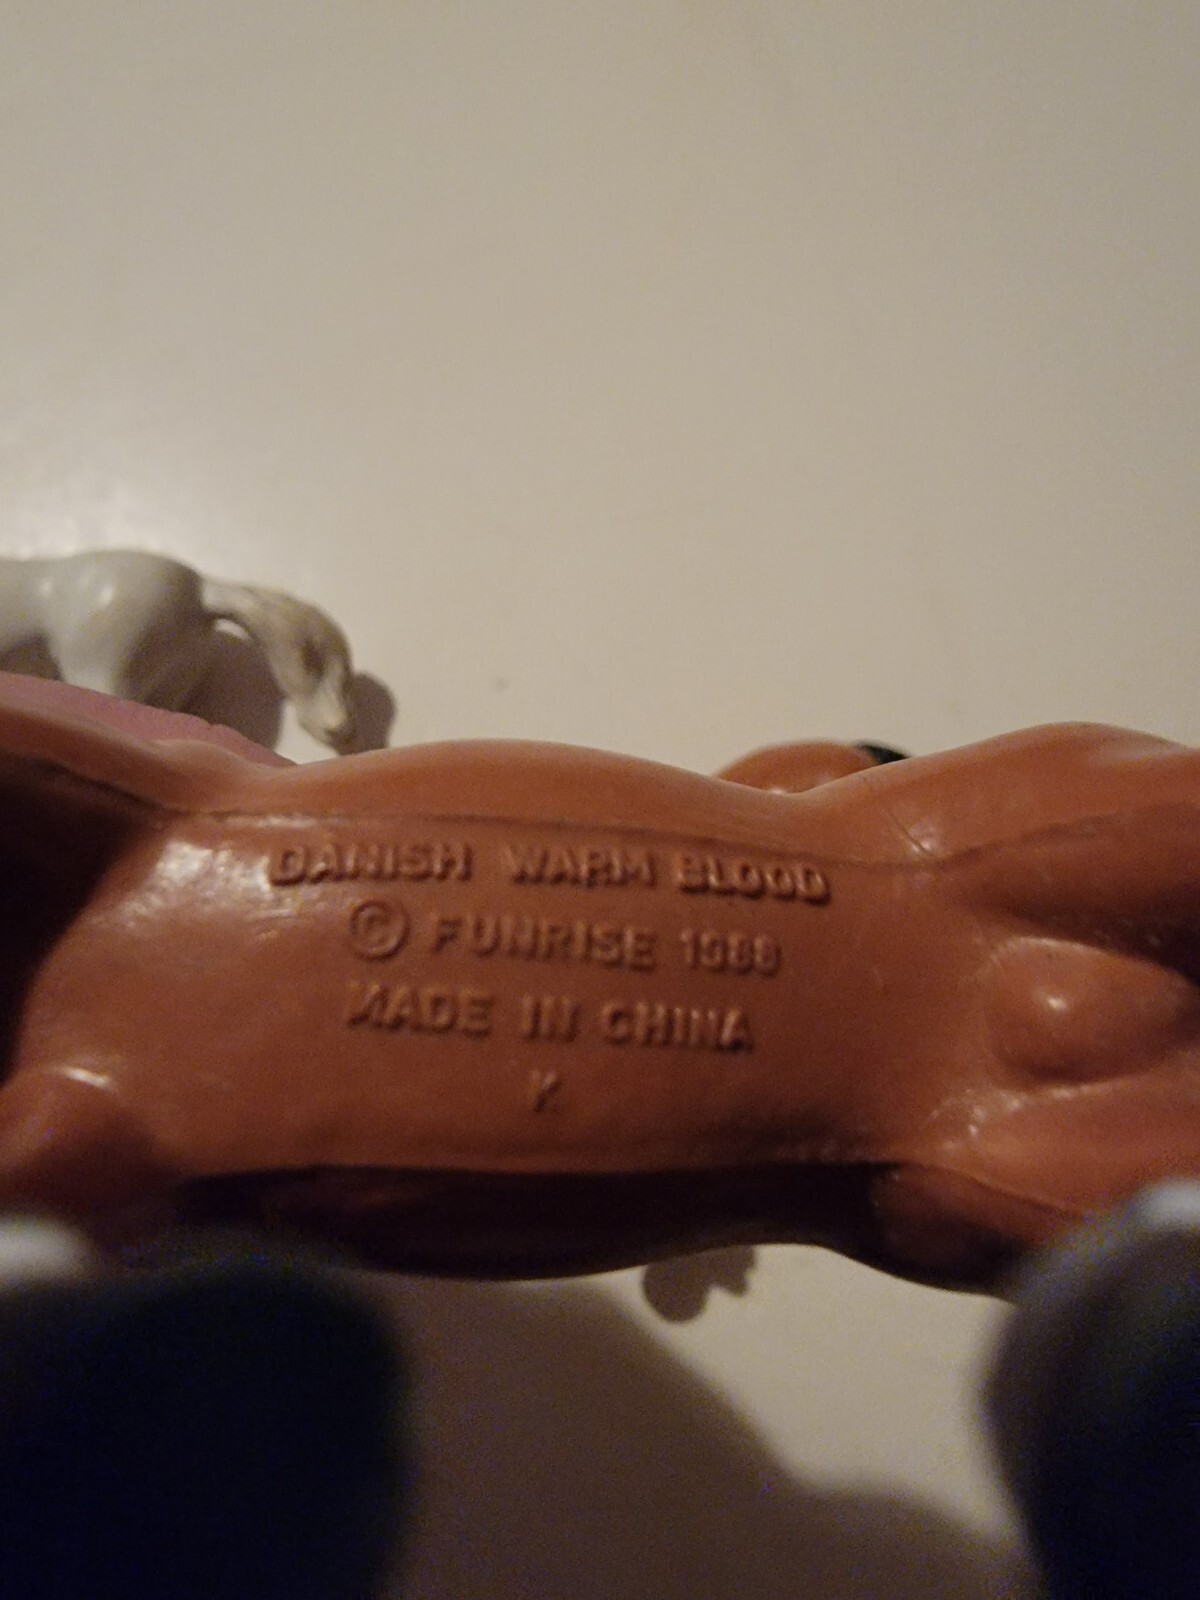 DANISH WARM BLOOD
© FUNRISE 1988
MADE IN CHINA
K